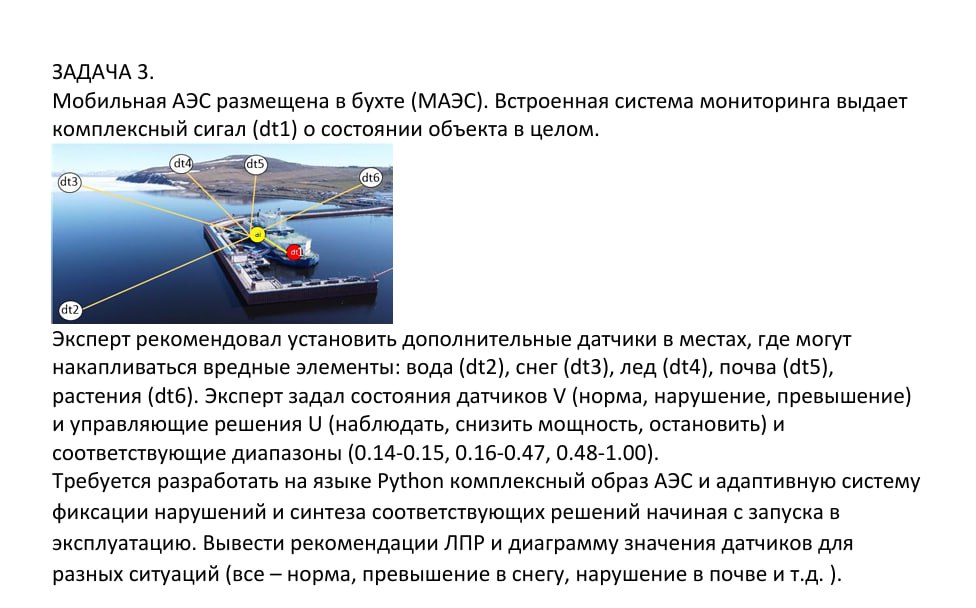 ЗАДАЧА 3.
Мобильная АЭС размещена в бухте (МАЭС). Встроенная система мониторинга выдает
комплексный сигал (dt1) о состоянии объекта в целом.
dt4
dt5
dt3
dt6
dt
dt1
dt2
Эксперт рекомендовал установить дополнительные датчики в местах, где могут
накапливаться вредные элементы: вода (dt2), снег (dt3), лед (dt4), почва (dt5),
растения (dt6). Эксперт задал состояния датчиков V (норма, нарушение, превышение)
и управляющие решения U (наблюдать, снизить мощность, остановить) и
соответствующие диапазоны (0.14-0.15, 0.16-0.47, 0.48-1.00).
Требуется разработать на языке Python комплексный образ АЭС и адаптивную систему
фиксации нарушений и синтеза соответствующих решений начиная с запуска в
эксплуатацию. Вывести рекомендации ЛПР и диаграмму значения датчиков для
разных ситуаций (все – норма, превышение в снегу, нарушение в почве и т.д. ).